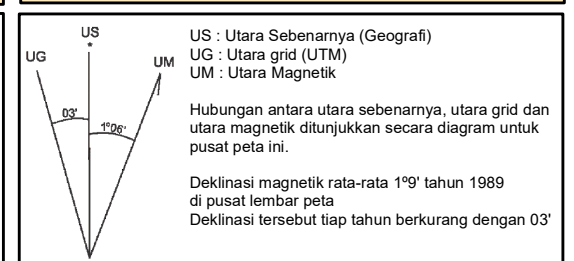 US
*
UG
UM
03'
1º06'
US : Utara Sebenarnya (Geografi)
UG : Utara grid (UTM)
UM : Utara Magnetik
Hubungan antara utara sebenarnya, utara grid dan
utara magnetik ditunjukkan secara diagram untuk
pusat peta ini.
Deklinasi magnetik rata-rata 1º9' tahun 1989
di pusat lembar peta
Deklinasi tersebut tiap tahun berkurang dengan 03'